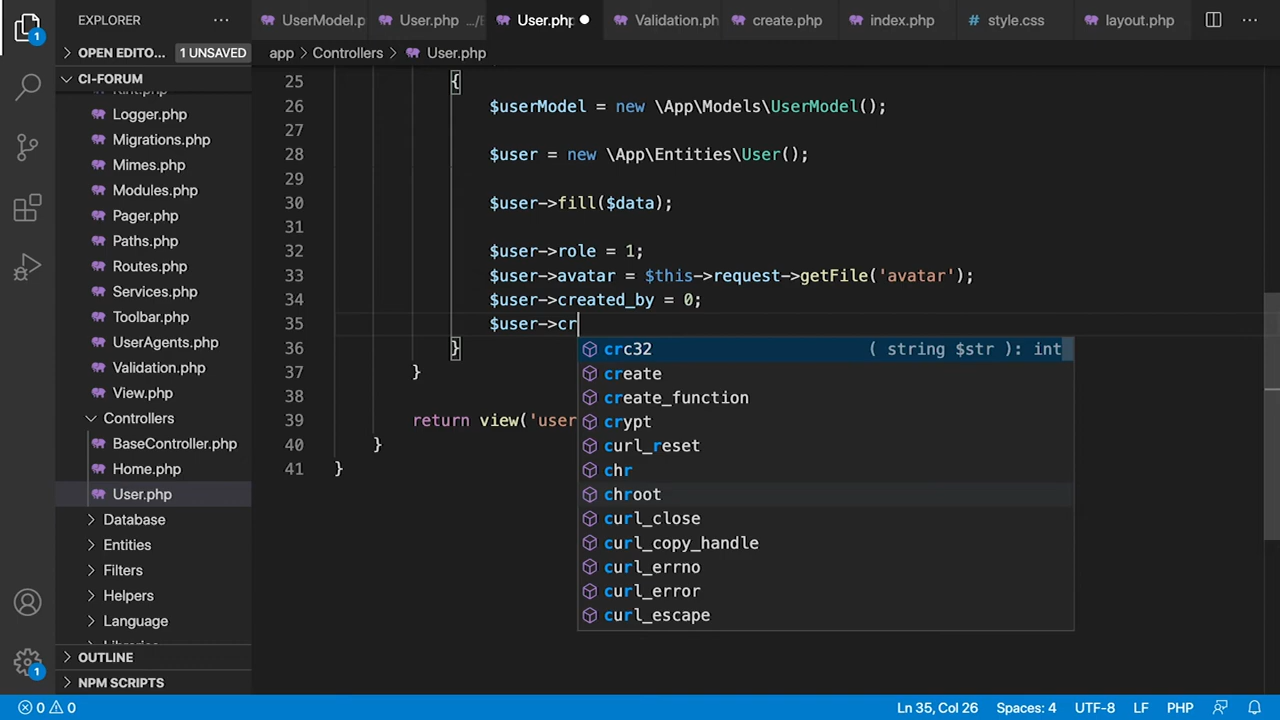 EXPLORER
UserModel.p
User.php
.../E
User.php
Validation.ph
create.php
index.php
style.css
layout.php
1
OPEN EDITO...
1 UNSAVED
CI-FORUM
app > Controllers > User.php
Logger.php
Migrations.php
Mimes.php
Modules.php
Pager.php
Paths.php
Routes.php
Services.php
Toolbar.php
UserAgents.php
Validation.php
View.php
Controllers
BaseController.php
Home.php
User.php
Database
Entities
Filters
Helpers
Language
OUTLINE
NPM SCRIPTS
1
25 {
26 $userModel = new \App\Models\UserModel();
27
28 $user = new \App\Entities\User();
29
30 $user->fill($data);
31
32 $user->role = 1;
33 $user->avatar = $this->request->getFile('avatar');
34 $user->created_by = 0;
35 $user->cr
36 }
37 }
38
39 return view('user
40 }
41 }
crc32 ( string $str ): int
create
create_function
crypt
curl_reset
chr
chroot
curl_close
curl_copy_handle
curl_errno
curl_error
curl_escape
0 0
Ln 35, Col 26
Spaces: 4
UTF-8
LF
PHP